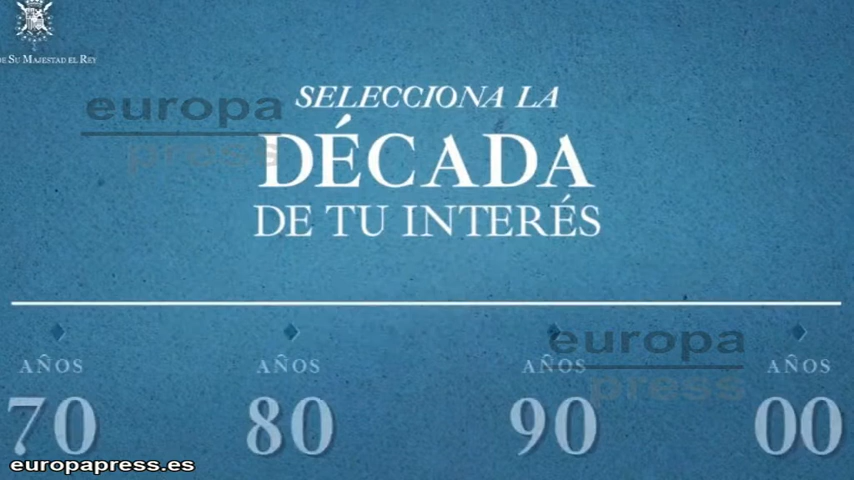 DE SU MAJESTAD EL REY
SELECCIONA LA
DÉCADA
DE TU INTERÉS
europa
press
europa
press
AÑOS AÑOS AÑOS AÑOS
70 80 90 00
europapress.es